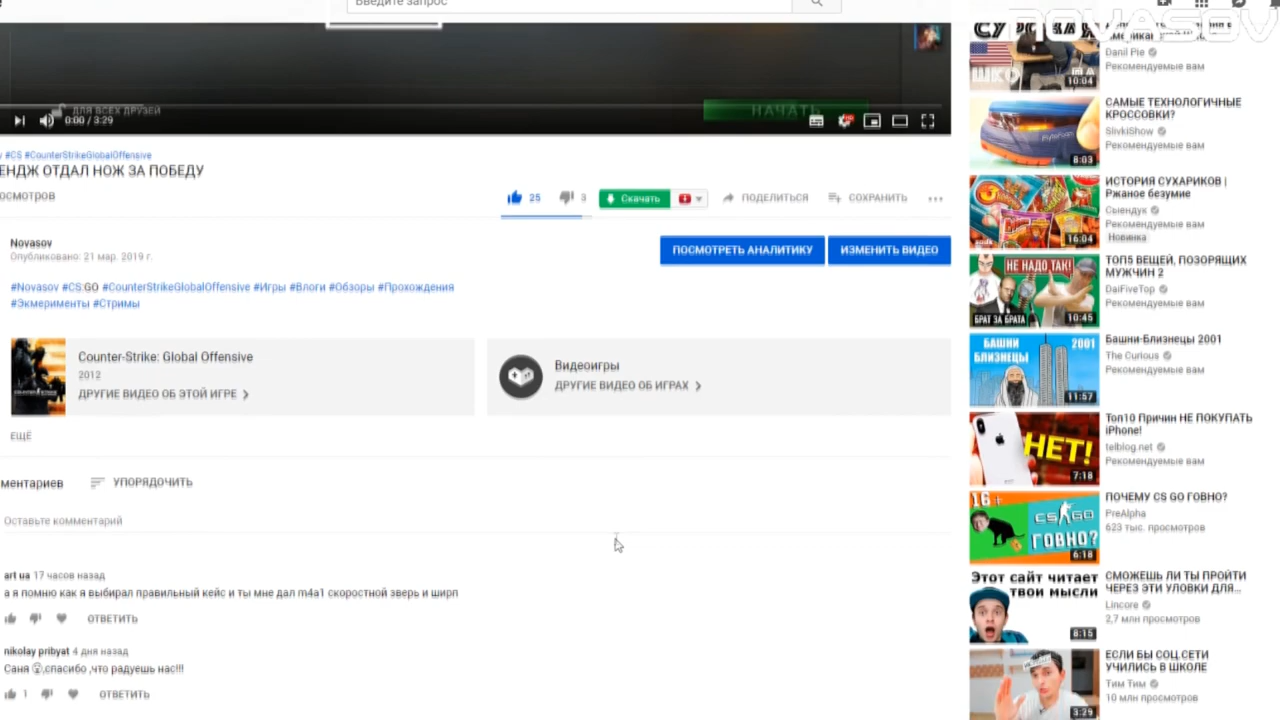 Введите запрос
NOVASOV
ДЛЯ ВСЕХ ДРУЗЕЙ
НАЧАТЬ
0:00 / 3:29
#CS #CounterStrikeGlobalOffensive
ЕНДЖ ОТДАЛ НОЖ ЗА ПОБЕДУ
осмотров
25
3
Скачать
ПОДЕЛИТЬСЯ
СОХРАНИТЬ
Novasov
Опубликовано: 21 мар. 2019 г.
ПОСМОТРЕТЬ АНАЛИТИКУ
ИЗМЕНИТЬ ВИДЕО
#Novasov #CS:GO #CounterStrikeGlobalOffensive #Игры #Влоги #Обзоры #Прохождения
#Экмерименты #Стримы
Counter-Strike: Global Offensive
2012
ДРУГИЕ ВИДЕО ОБ ЭТОЙ ИГРЕ
Видеоигры
ДРУГИЕ ВИДЕО ОБ ИГРАХ
ЕЩЁ
ментариев
УПОРЯДОЧИТЬ
Оставьте комментарий
art ua 17 часов назад
а я помню как я выбирал правильный кейс и ты мне дал m4a1 скоростной зверь и ширп
ОТВЕТИТЬ
nikolay pribyat 4 дня назад
Саня ,спасибо ,что радуешь нас!!!
1
ОТВЕТИТЬ
Danil Pie
Рекомендуемые вам
10:04
САМЫЕ ТЕХНОЛОГИЧНЫЕ
КРОССОВКИ?
SlivkiShow
Рекомендуемые вам
8:03
ИСТОРИЯ СУХАРИКОВ |
Ржаное безумие
Сыендук
Рекомендуемые вам
Новинка
16:04
НЕ НАДО ТАК!
БРАТ ЗА БРАТА
10:45
ТОП5 ВЕЩЕЙ, ПОЗОРЯЩИХ
МУЖЧИН 2
DaiFiveTop
Рекомендуемые вам
БАШНИ
БЛИЗНЕЦЫ
2001
11:57
Башни-Близнецы 2001
The Curious
Рекомендуемые вам
НЕТ!
7:18
Топ10 Причин НЕ ПОКУПАТЬ
iPhone!
telblog.net
Рекомендуемые вам
16+
CS:GO
ГОВНО?
6:18
ПОЧЕМУ CS GO ГОВНО?
PreAlpha
623 тыс. просмотров
Этот сайт читает
твои мысли
8:15
СМОЖЕШЬ ЛИ ТЫ ПРОЙТИ
ЧЕРЕЗ ЭТИ УЛОВКИ ДЛЯ...
Lincore
2,7 млн просмотров
3:29
ЕСЛИ БЫ СОЦ.СЕТИ
УЧИЛИСЬ В ШКОЛЕ
Тим Тим
10 млн просмотров